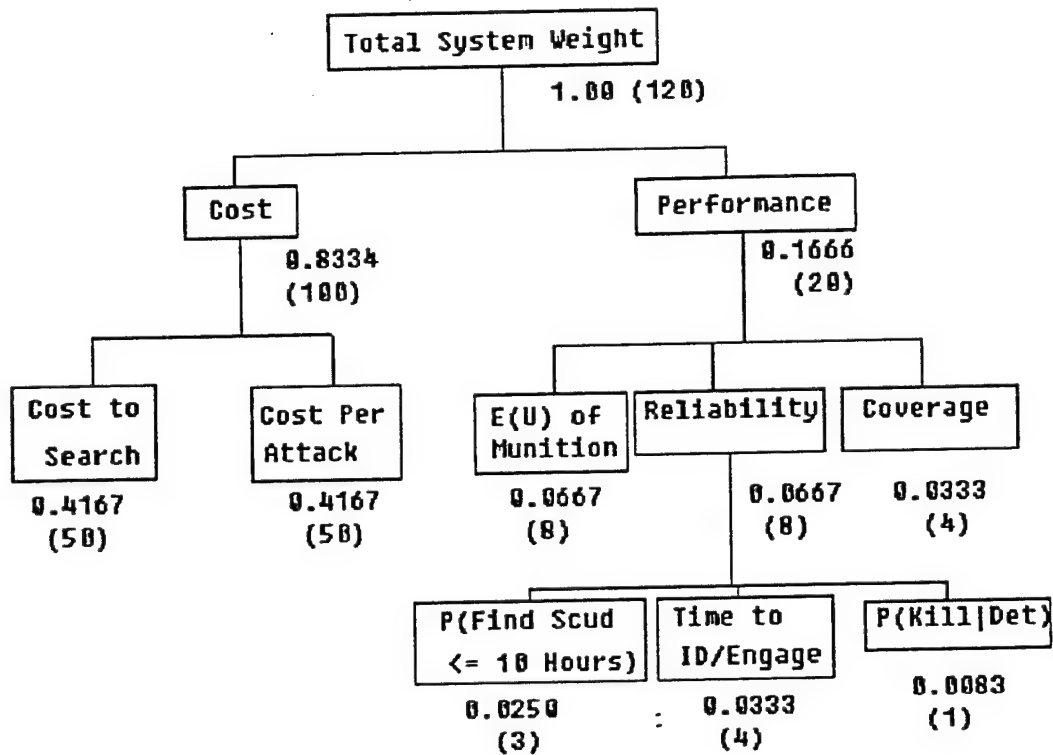 Total System Weight
1.00 (120)
Cost
Performance
0.8334
(100)
0.1666
(20)
Cost to
Search
Cost Per
Attack
E(U) of
Munition
Reliability
Coverage
0.4167
(50)
0.4167
(50)
0.0667
(8)
0.0667
(8)
0.0333
(4)
P(Find Scud
<= 10 Hours)
Time to
ID/Engage
P(Kill|Det)
0.0250
(3)
0.0333
(4)
0.0083
(1)